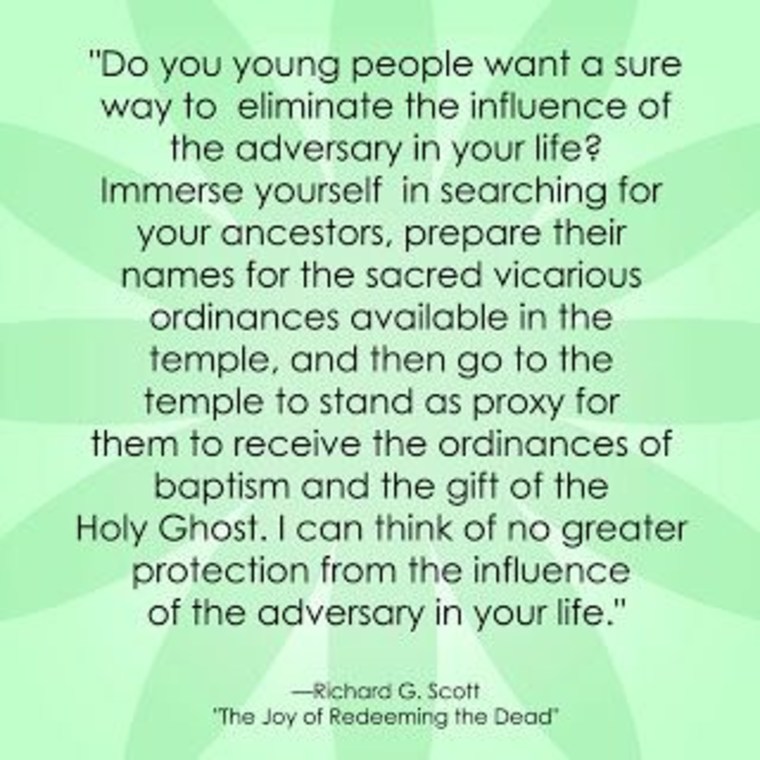 "Do you young people want a sure
way to eliminate the influence of
the adversary in your life?
Immerse yourself in searching for
your ancestors, prepare their
names for the sacred vicarious
ordinances available in the
temple, and then go to the
temple to stand as proxy for
them to receive the ordinances of
baptism and the gift of the
Holy Ghost. I can think of no greater
protection from the influence
of the adversary in your life."
—Richard G. Scott
"The Joy of Redeeming the Dead"